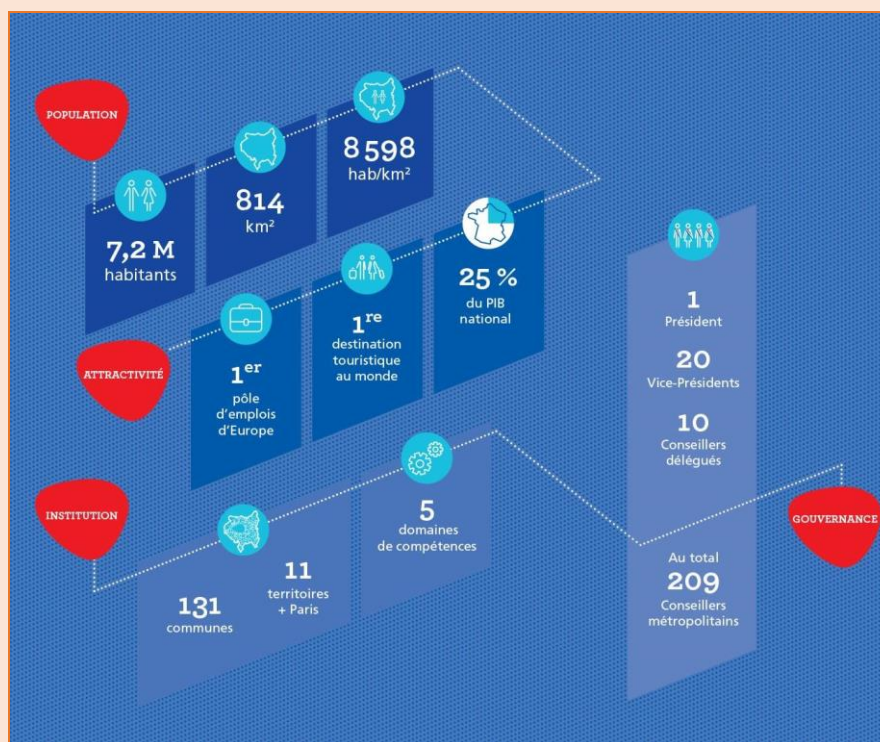 POPULATION
7,2 M
habitants
814
km²
8 598
hab/km²
ATTRACTIVITÉ
1er
pôle
d'emplois
d'Europe
1re
destination
touristique
au monde
25 %
du PIB
national
INSTITUTION
131
communes
11
territoires
+ Paris
5
domaines
de compétences
GOUVERNANCE
1
Président
20
Vice-Présidents
10
Conseillers
délégués
Au total
209
Conseillers
métropolitains